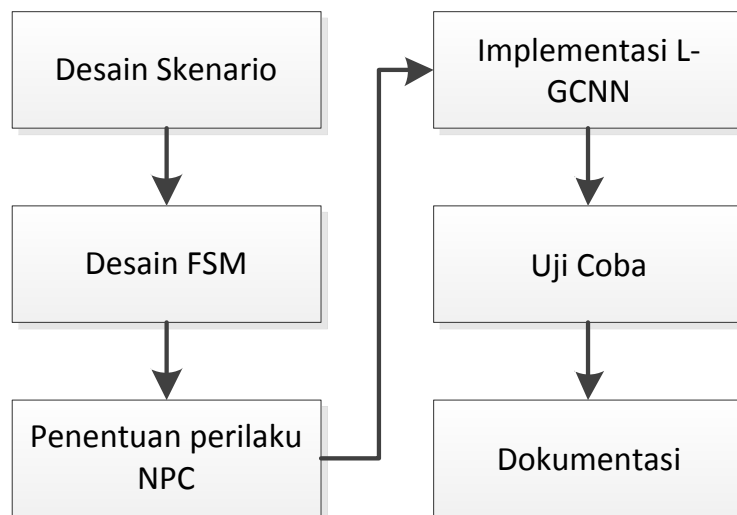 Desain Skenario
Desain FSM
Penentuan perilaku
NPC
Implementasi L-
GCNN
Uji Coba
Dokumentasi